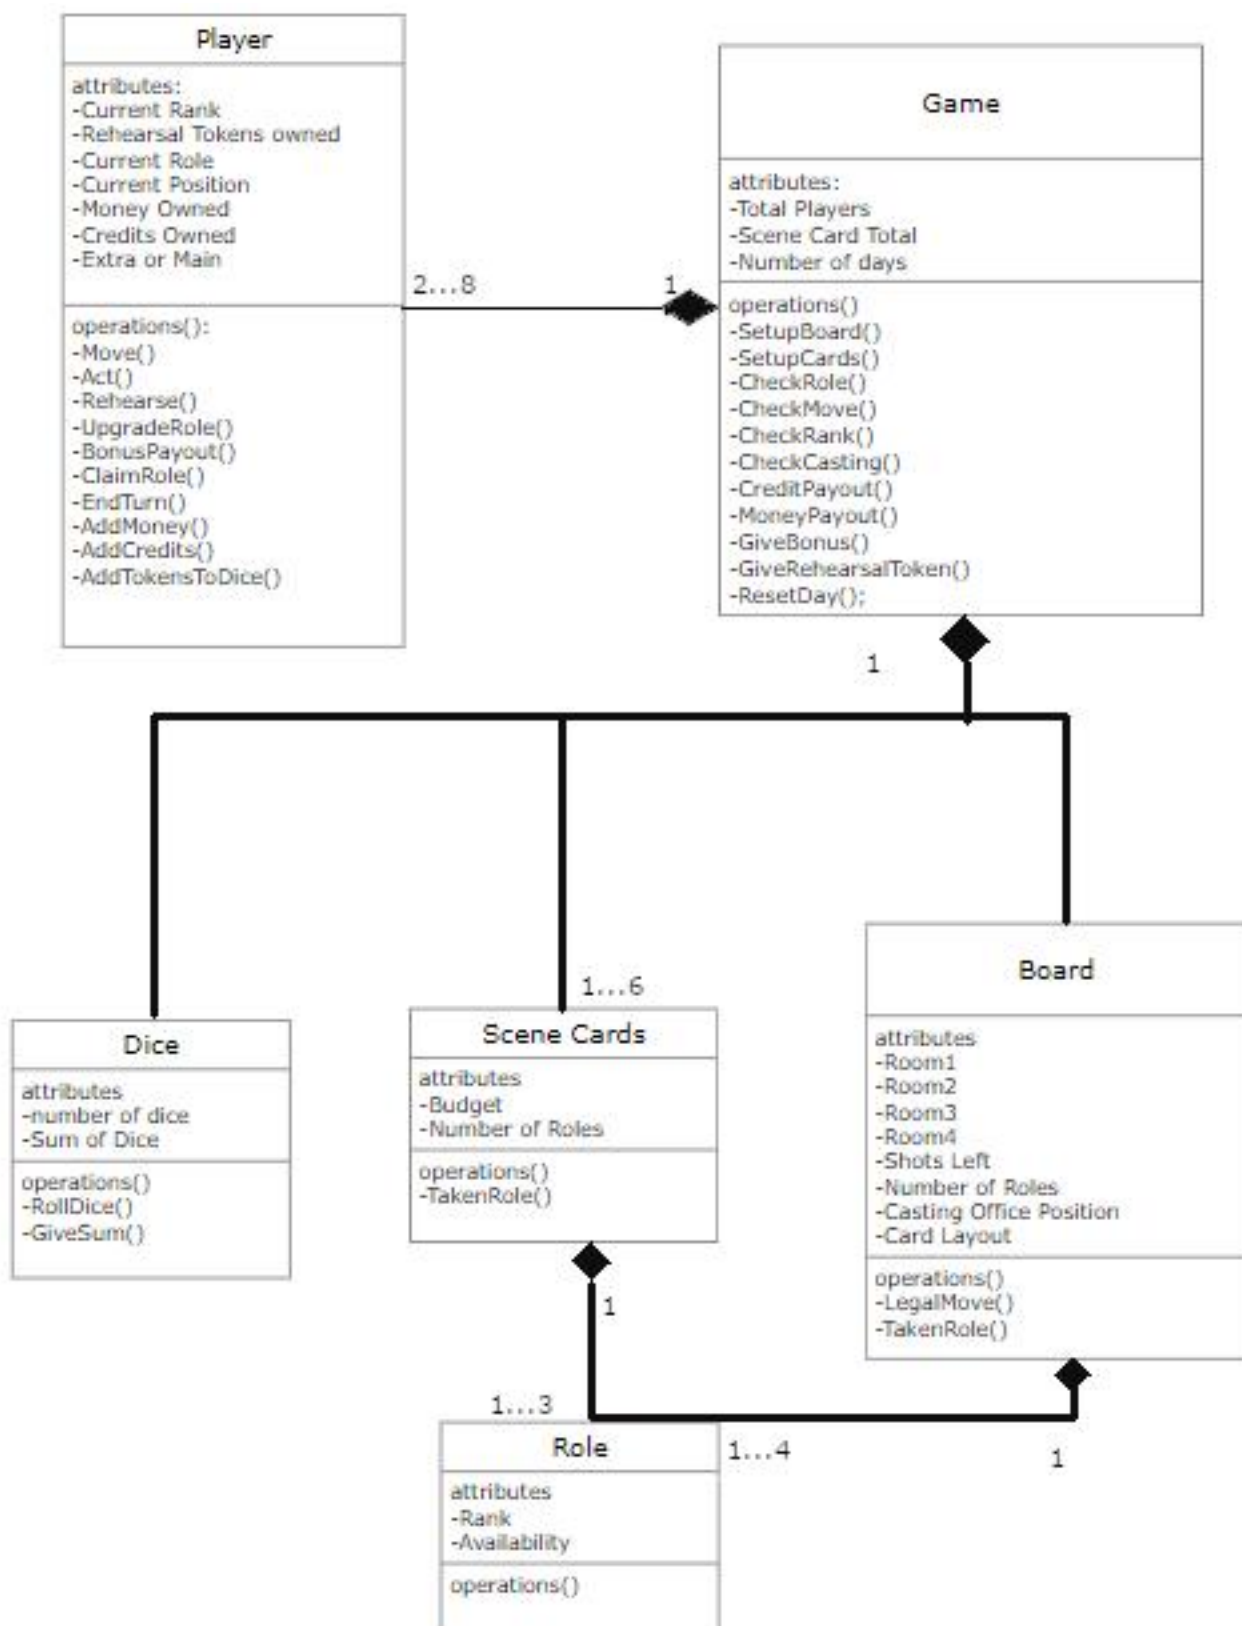 Player
attributes:
-Current Rank
-Rehearsal Tokens owned
-Current Role
-Current Position
-Money Owned
-Credits Owned
-Extra or Main
operations():
-Move()
-Act()
-Rehearse()
-UpgradeRole()
-BonusPayout()
-ClaimRole()
-EndTurn()
-AddMoney()
-AddCredits()
-AddTokensToDice()
2...8
1
Game
attributes:
-Total Players
-Scene Card Total
-Number of days
operations()
-SetupBoard()
-SetupCards()
-CheckRole()
-CheckMove()
-CheckRank()
-CheckCasting()
-CreditPayout()
-MoneyPayout()
-GiveBonus()
-GiveRehearsalToken()
-ResetDay();
1
Dice
attributes
-number of dice
-Sum of Dice
operations()
-RollDice()
-GiveSum()
1...6
Scene Cards
attributes
-Budget
-Number of Roles
operations()
-TakenRole()
1
Board
attributes
-Room1
-Room2
-Room3
-Room4
-Shots Left
-Number of Roles
-Casting Office Position
-Card Layout
operations()
-LegalMove()
-TakenRole()
1
1...3
1...4
Role
attributes
-Rank
-Availability
operations()